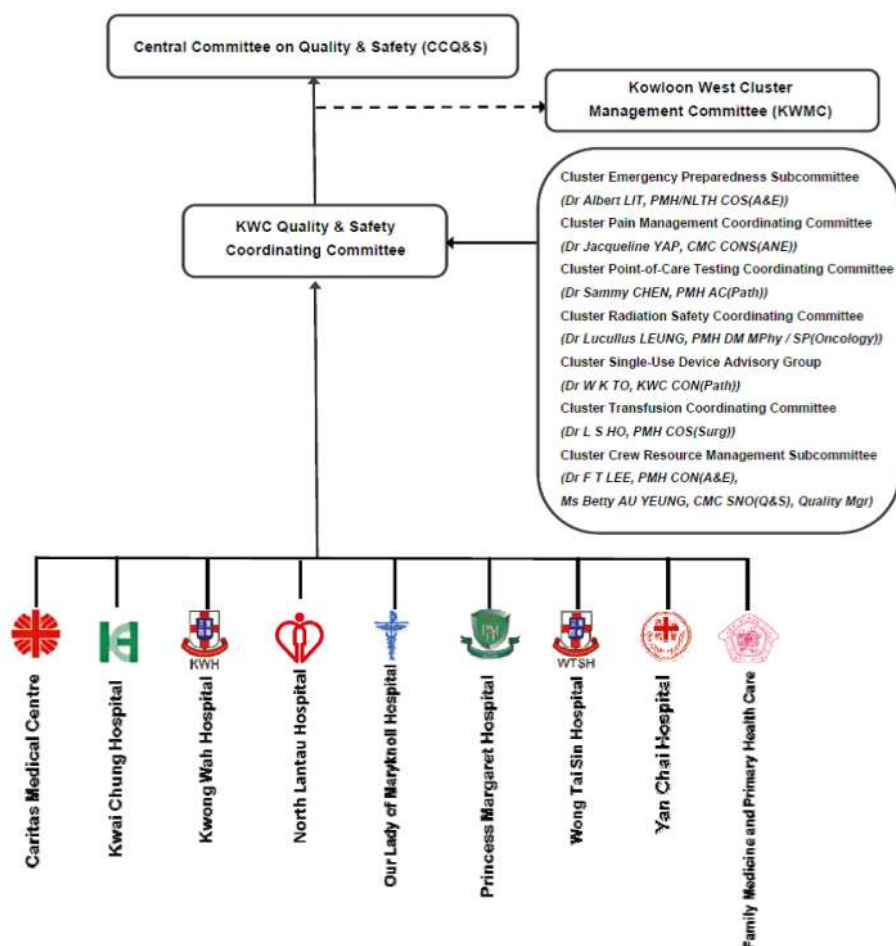 Central Committee on Quality & Safety (CCQ&S)
Kowloon West Cluster
Management Committee (KWMC)
KWC Quality & Safety
Coordinating Committee
Cluster Emergency Preparedness Subcommittee
(Dr Albert LIT, PMH/NLTH COS(A&E))
Cluster Pain Management Coordinating Committee
(Dr Jacqueline YAP, CMC CONS(ANE))
Cluster Point-of-Care Testing Coordinating Committee
(Dr Sammy CHEN, PMH AC(Path))
Cluster Radiation Safety Coordinating Committee
(Dr Lucullus LEUNG, PMH DM MPhy / SP(Oncology))
Cluster Single-Use Device Advisory Group
(Dr W K TO, KWC CON(Path))
Cluster Transfusion Coordinating Committee
(Dr L S HO, PMH COS(Surg))
Cluster Crew Resource Management Subcommittee
(Dr F T LEE, PMH CON(A&E),
Ms Betty AU YEUNG, CMC SNO(Q&S), Quality Mgr)
KWH
WTSH
Caritas Medical Centre
Kwai Chung Hospital
Kwong Wah Hospital
North Lantau Hospital
Our Lady of Maryknoll Hospital
Princess Margaret Hospital
Wong Tai Sin Hospital
Yan Chai Hospital
Family Medicine and Primary Health Care